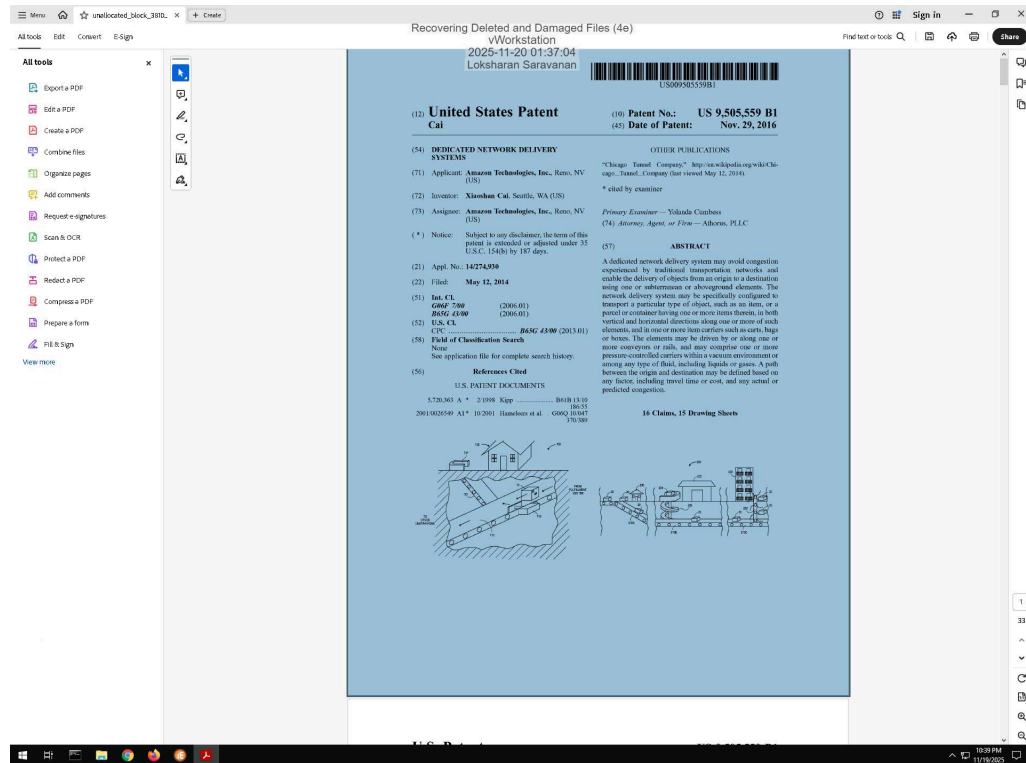 Menu
unallocated_block_3810...
Create
Sign in
All tools Edit Convert E-Sign
Find text or tools
Share
Recovering Deleted and Damaged Files (4e)
vWorkstation
2025-11-20 01:37:04
Loksharan Saravanan
All tools
Export a PDF
Edit a PDF
Create a PDF
Combine files
Organize pages
Add comments
Request e-signatures
Scan & OCR
Protect a PDF
Redact a PDF
Compress a PDF
Prepare a form
Fill & Sign
View more
US009505559B1
(12) United States Patent
Cai
(10) Patent No.: US 9,505,559 B1
(45) Date of Patent: Nov. 29, 2016
(54) DEDICATED NETWORK DELIVERY
SYSTEMS
(71) Applicant: Amazon Technologies, Inc., Reno, NV
(US)
(72) Inventor: Xiaoshan Cai, Seattle, WA (US)
(73) Assignee: Amazon Technologies, Inc., Reno, NV
(US)
( * ) Notice: Subject to any disclaimer, the term of this
patent is extended or adjusted under 35
U.S.C. 154(b) by 187 days.
(21) Appl. No.: 14/274,930
(22) Filed: May 12, 2014
(51) Int. Cl.
G06F 7/00 (2006.01)
B65G 43/00 (2006.01)
(52) U.S. Cl.
CPC .................................... B65G 43/00 (2013.01)
(58) Field of Classification Search
None
See application file for complete search history.
(56) References Cited
U.S. PATENT DOCUMENTS
5,720,363 A * 2/1998 Kipp .................... B61B 13/10
186/55
2001/0026549 A1* 10/2001 Hameleers et al. . G06Q 10/047
370/389
OTHER PUBLICATIONS
"Chicago Tunnel Company," http://en.wikipedia.org/wiki/Chi-
cago_Tunnel_Company (last viewed May 12, 2014).
* cited by examiner
Primary Examiner — Yolanda Cumbess
(74) Attorney, Agent, or Firm — Athorus, PLLC
(57) ABSTRACT
A dedicated network delivery system may avoid congestion
experienced by traditional transportation networks and
enable the delivery of objects from an origin to a destination
using one or subterranean or aboveground elements. The
network delivery system may be specifically configured to
transport a particular type of object, such as an item, or a
parcel or container having one or more items therein, in both
vertical and horizontal directions along one or more of such
elements, and in one or more item carriers such as carts, bags
or boxes. The elements may be driven by or along one or
more conveyors or rails, and may comprise one or more
pressure-controlled carriers within a vacuum environment or
among any type of fluid, including liquids or gases. A path
between the origin and destination may be defined based on
any factor, including travel time or cost, and any actual or
predicted congestion.
16 Claims, 15 Drawing Sheets
1
33
10:39 PM
11/19/2025